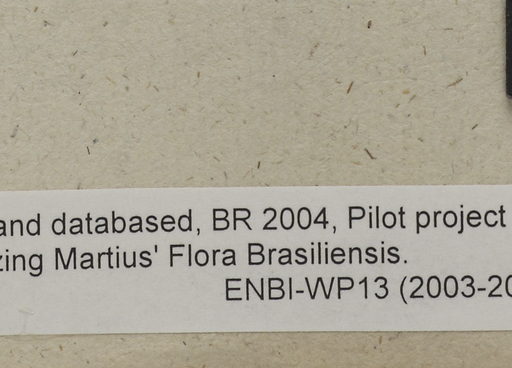 and databased, BR 2004, Pilot project
zing Martius' Flora Brasiliensis.
ENBI-WP13 (2003-20